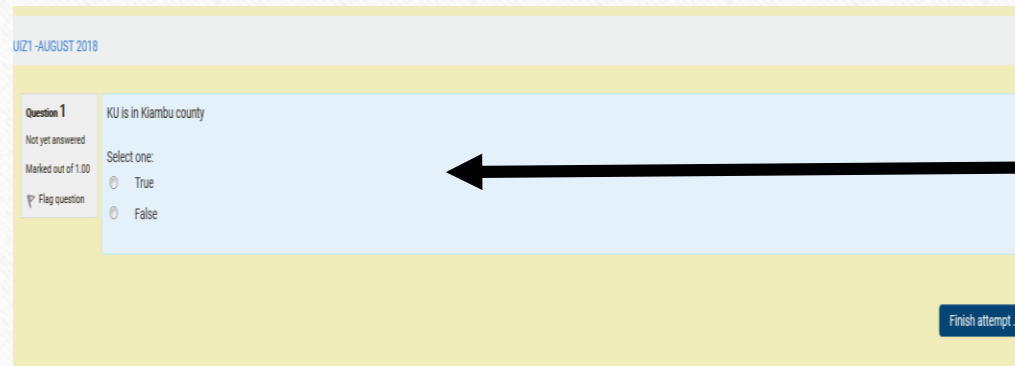 UIZ1 -AUGUST 2018
Question 1
Not yet answered
Marked out of 1.00
Flag question
KU is in Kiambu county
Select one:
True
False
Finish attempt .